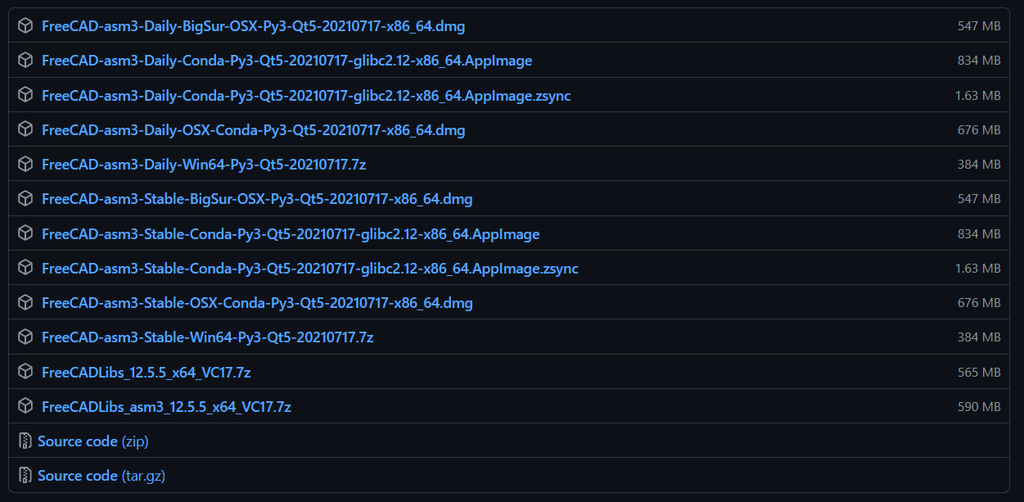 FreeCAD-asm3-Daily-BigSur-OSX-Py3-Qt5-20210717-x86_64.dmg 547 MB
FreeCAD-asm3-Daily-Conda-Py3-Qt5-20210717-glibc2.12-x86_64.AppImage 834 MB
FreeCAD-asm3-Daily-Conda-Py3-Qt5-20210717-glibc2.12-x86_64.AppImage.zsync 1.63 MB
FreeCAD-asm3-Daily-OSX-Conda-Py3-Qt5-20210717-x86_64.dmg 676 MB
FreeCAD-asm3-Daily-Win64-Py3-Qt5-20210717.7z 384 MB
FreeCAD-asm3-Stable-BigSur-OSX-Py3-Qt5-20210717-x86_64.dmg 547 MB
FreeCAD-asm3-Stable-Conda-Py3-Qt5-20210717-glibc2.12-x86_64.AppImage 834 MB
FreeCAD-asm3-Stable-Conda-Py3-Qt5-20210717-glibc2.12-x86_64.AppImage.zsync 1.63 MB
FreeCAD-asm3-Stable-OSX-Conda-Py3-Qt5-20210717-x86_64.dmg 676 MB
FreeCAD-asm3-Stable-Win64-Py3-Qt5-20210717.7z 384 MB
FreeCADLibs_12.5.5_x64_VC17.7z 565 MB
FreeCADLibs_asm3_12.5.5_x64_VC17.7z 590 MB
Source code (zip)
Source code (tar.gz)